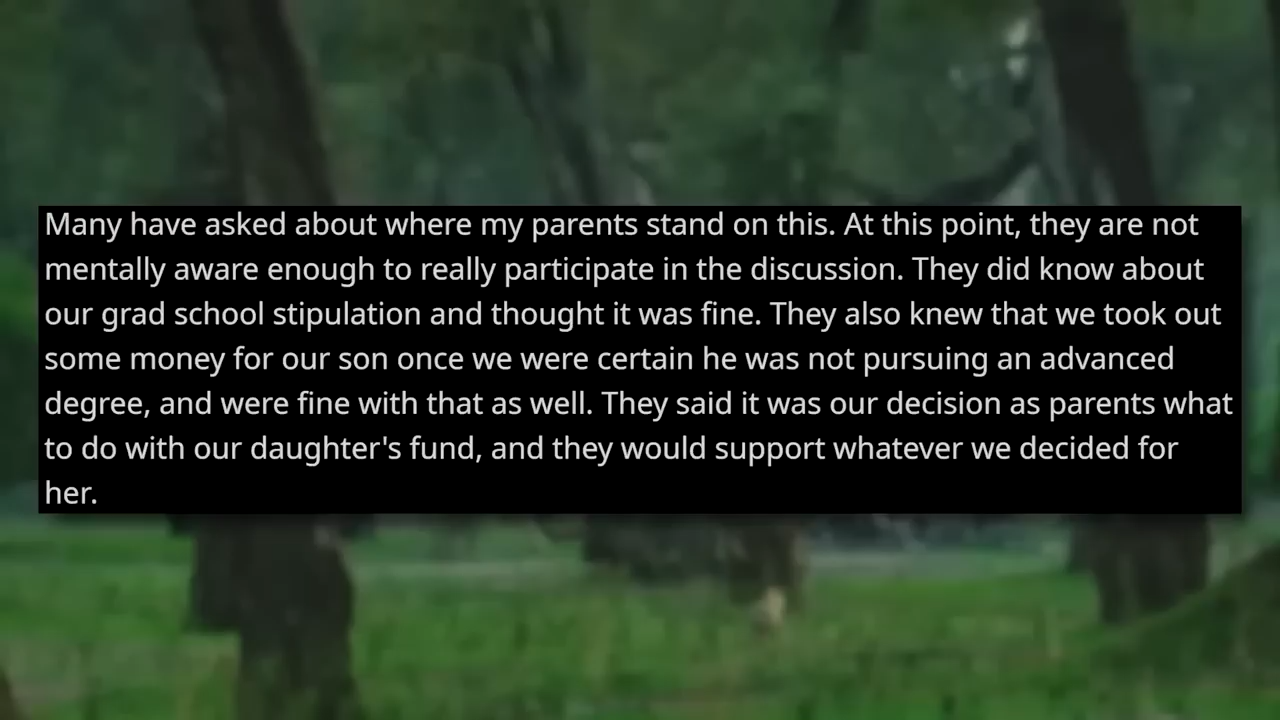 Many have asked about where my parents stand on this. At this point, they are not
mentally aware enough to really participate in the discussion. They did know about
our grad school stipulation and thought it was fine. They also knew that we took out
some money for our son once we were certain he was not pursuing an advanced
degree, and were fine with that as well. They said it was our decision as parents what
to do with our daughter's fund, and they would support whatever we decided for
her.